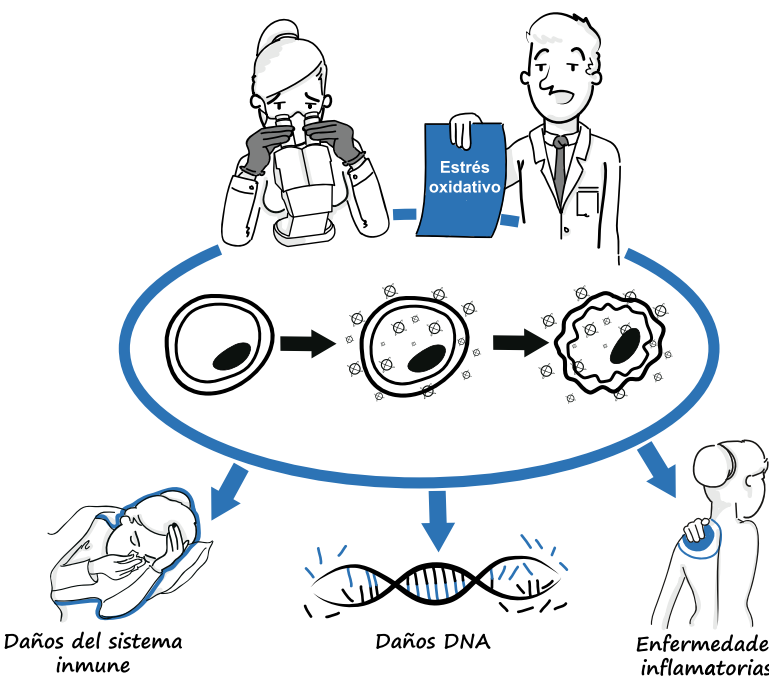 Estrés
oxidativo
Daños del sistema
inmune
Daños DNA
Enfermedade
inflamatorias